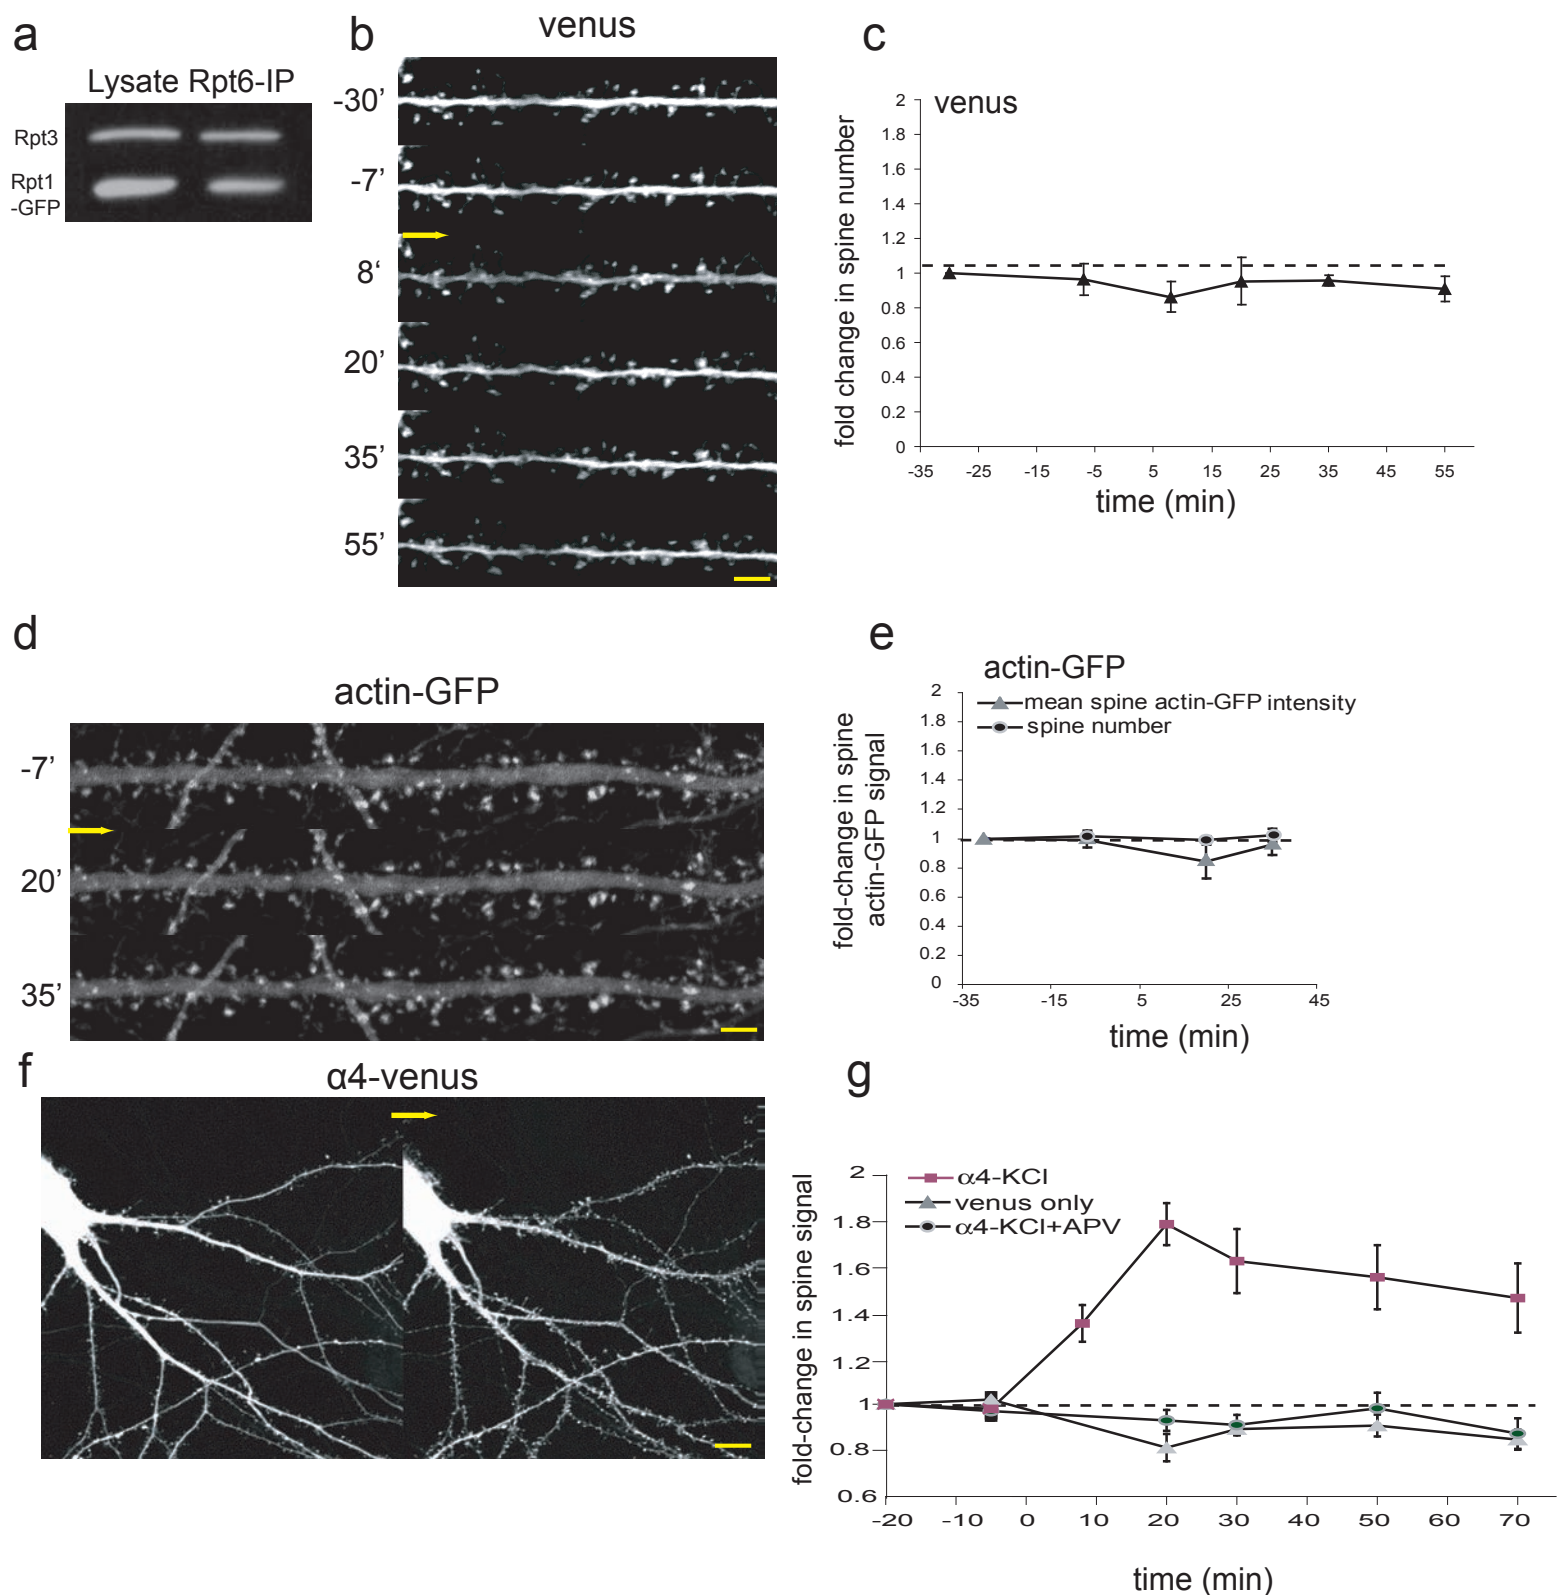 a
Lysate Rpt6-IP
Rpt3
Rpt1
-GFP
b
venus
-30'
-7'
8‘
20'
35'
55'
c
venus
fold change in spine number
2
1.8
1.6
1.4
1.2
1
0.8
0.6
0.4
0.2
0
-35 -25 -15 -5 5 15 25 35 45 55
time (min)
d
actin-GFP
-7'
20'
35'
e
actin-GFP
mean spine actin-GFP intensity
spine number
fold-change in spine
actin-GFP signal
2
1.8
1.6
1.4
1.2
1
0.8
0.6
0.4
0.2
0
-35 -15 5 25 45
time (min)
f
α4-venus
g
α4-KCl
venus only
α4-KCl+APV
fold-change in spine signal
2
1.8
1.6
1.4
1.2
1
0.8
0.6
-20 -10 0 10 20 30 40 50 60 70
time (min)